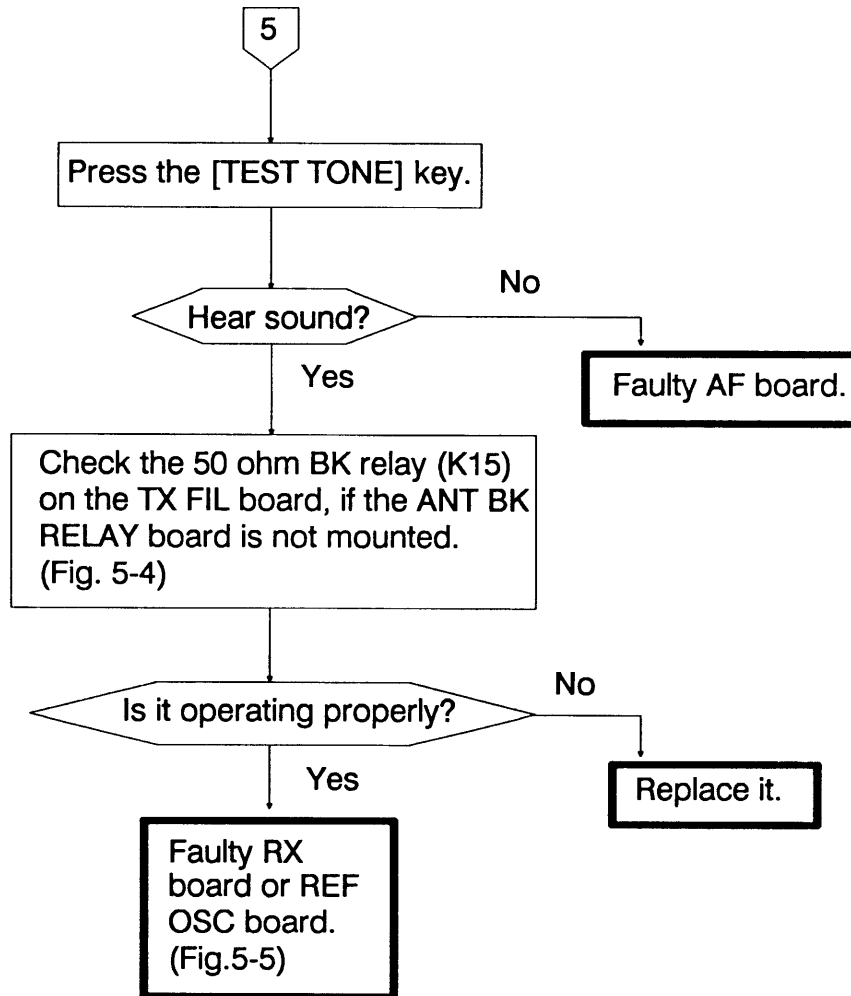 5
Press the [TEST TONE] key.
No
Hear sound?
Yes
Faulty AF board.
Check the 50 ohm BK relay (K15)
on the TX FIL board, if the ANT BK
RELAY board is not mounted.
(Fig. 5-4)
No
Is it operating properly?
Yes
Replace it.
Faulty RX
board or REF
OSC board.
(Fig.5-5)